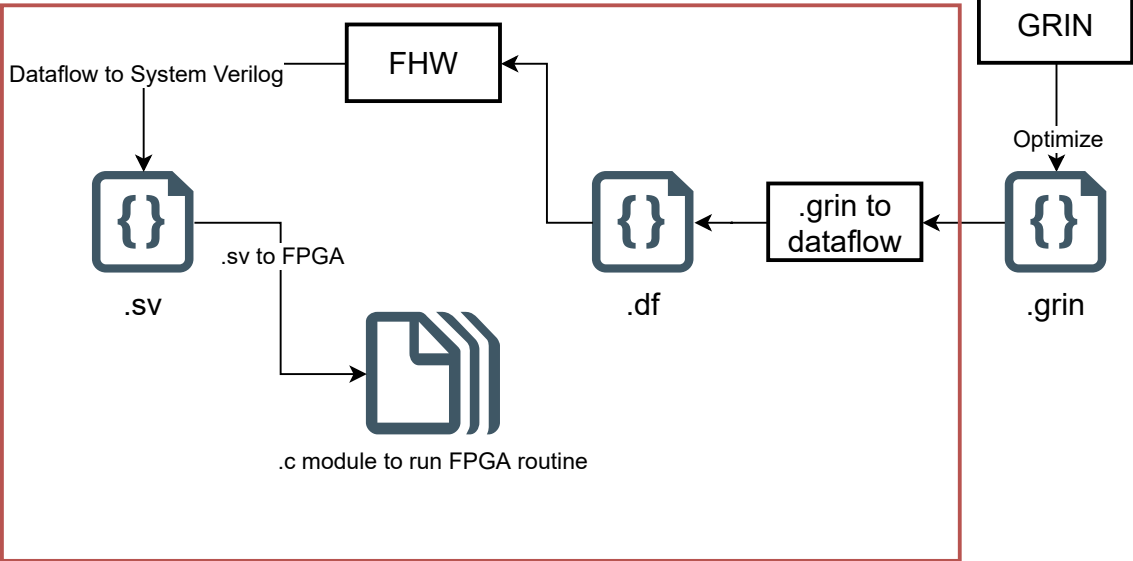 GRIN
FHW
Dataflow to System Verilog
Optimize
{}
{}
{}
.grin to
dataflow
.sv to FPGA
.sv
.df
.grin
.c module to run FPGA routine